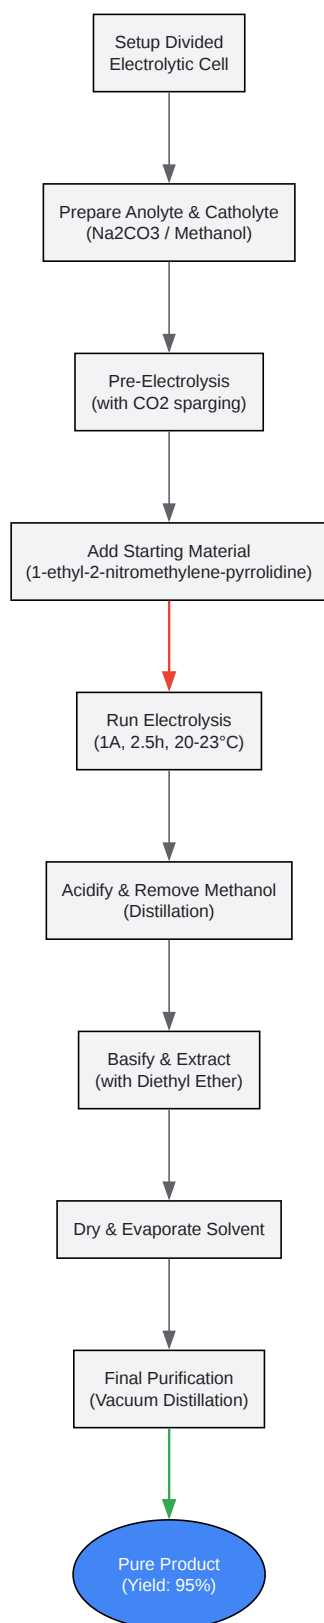 Setup Divided
Electrolytic Cell
Prepare Anolyte & Catholyte
(Na2CO3 / Methanol)
Pre-Electrolysis
(with CO2 sparging)
Add Starting Material
(1-ethyl-2-nitromethylene-pyrrolidine)
Run Electrolysis
(1A, 2.5h, 20-23°C)
Acidify & Remove Methanol
(Distillation)
Basify & Extract
(with Diethyl Ether)
Dry & Evaporate Solvent
Final Purification
(Vacuum Distillation)
Pure Product
(Yield: 95%)